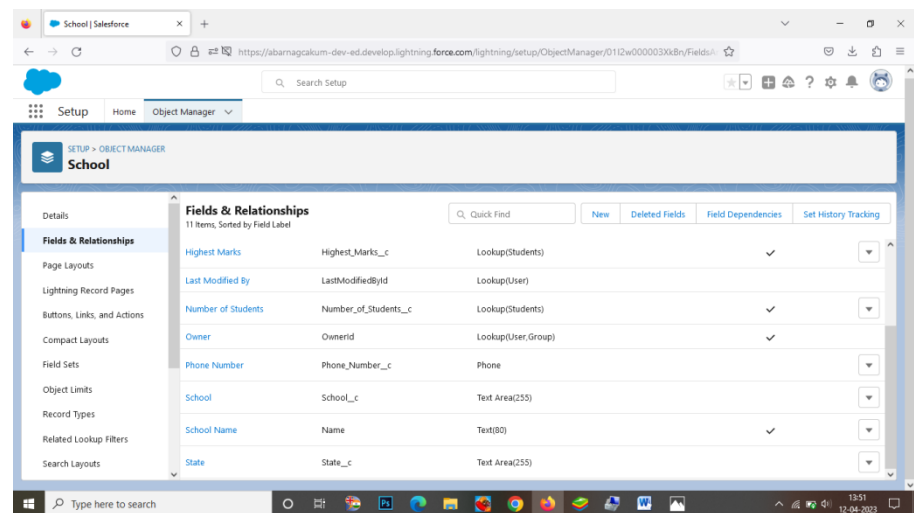 School | Salesforce
https://abarnagcakum-dev-ed.develop.lightning.force.com/lightning/setup/ObjectManager/01I2w000003XkBn/Fields
Search Setup
Setup Home Object Manager
SETUP > OBJECT MANAGER
School
Details
Fields & Relationships
Page Layouts
Lightning Record Pages
Buttons, Links, and Actions
Compact Layouts
Field Sets
Object Limits
Record Types
Related Lookup Filters
Search Layouts
Fields & Relationships
11 Items, Sorted by Field Label
Quick Find
New Deleted Fields Field Dependencies Set History Tracking
Highest Marks Highest_Marks__c Lookup(Students)
Last Modified By LastModifiedById Lookup(User)
Number of Students Number_of_Students__c Lookup(Students)
Owner OwnerId Lookup(User,Group)
Phone Number Phone_Number__c Phone
School School__c Text Area(255)
School Name Name Text(80)
State State__c Text Area(255)
Type here to search
Ps
W
13:51
12-04-2023